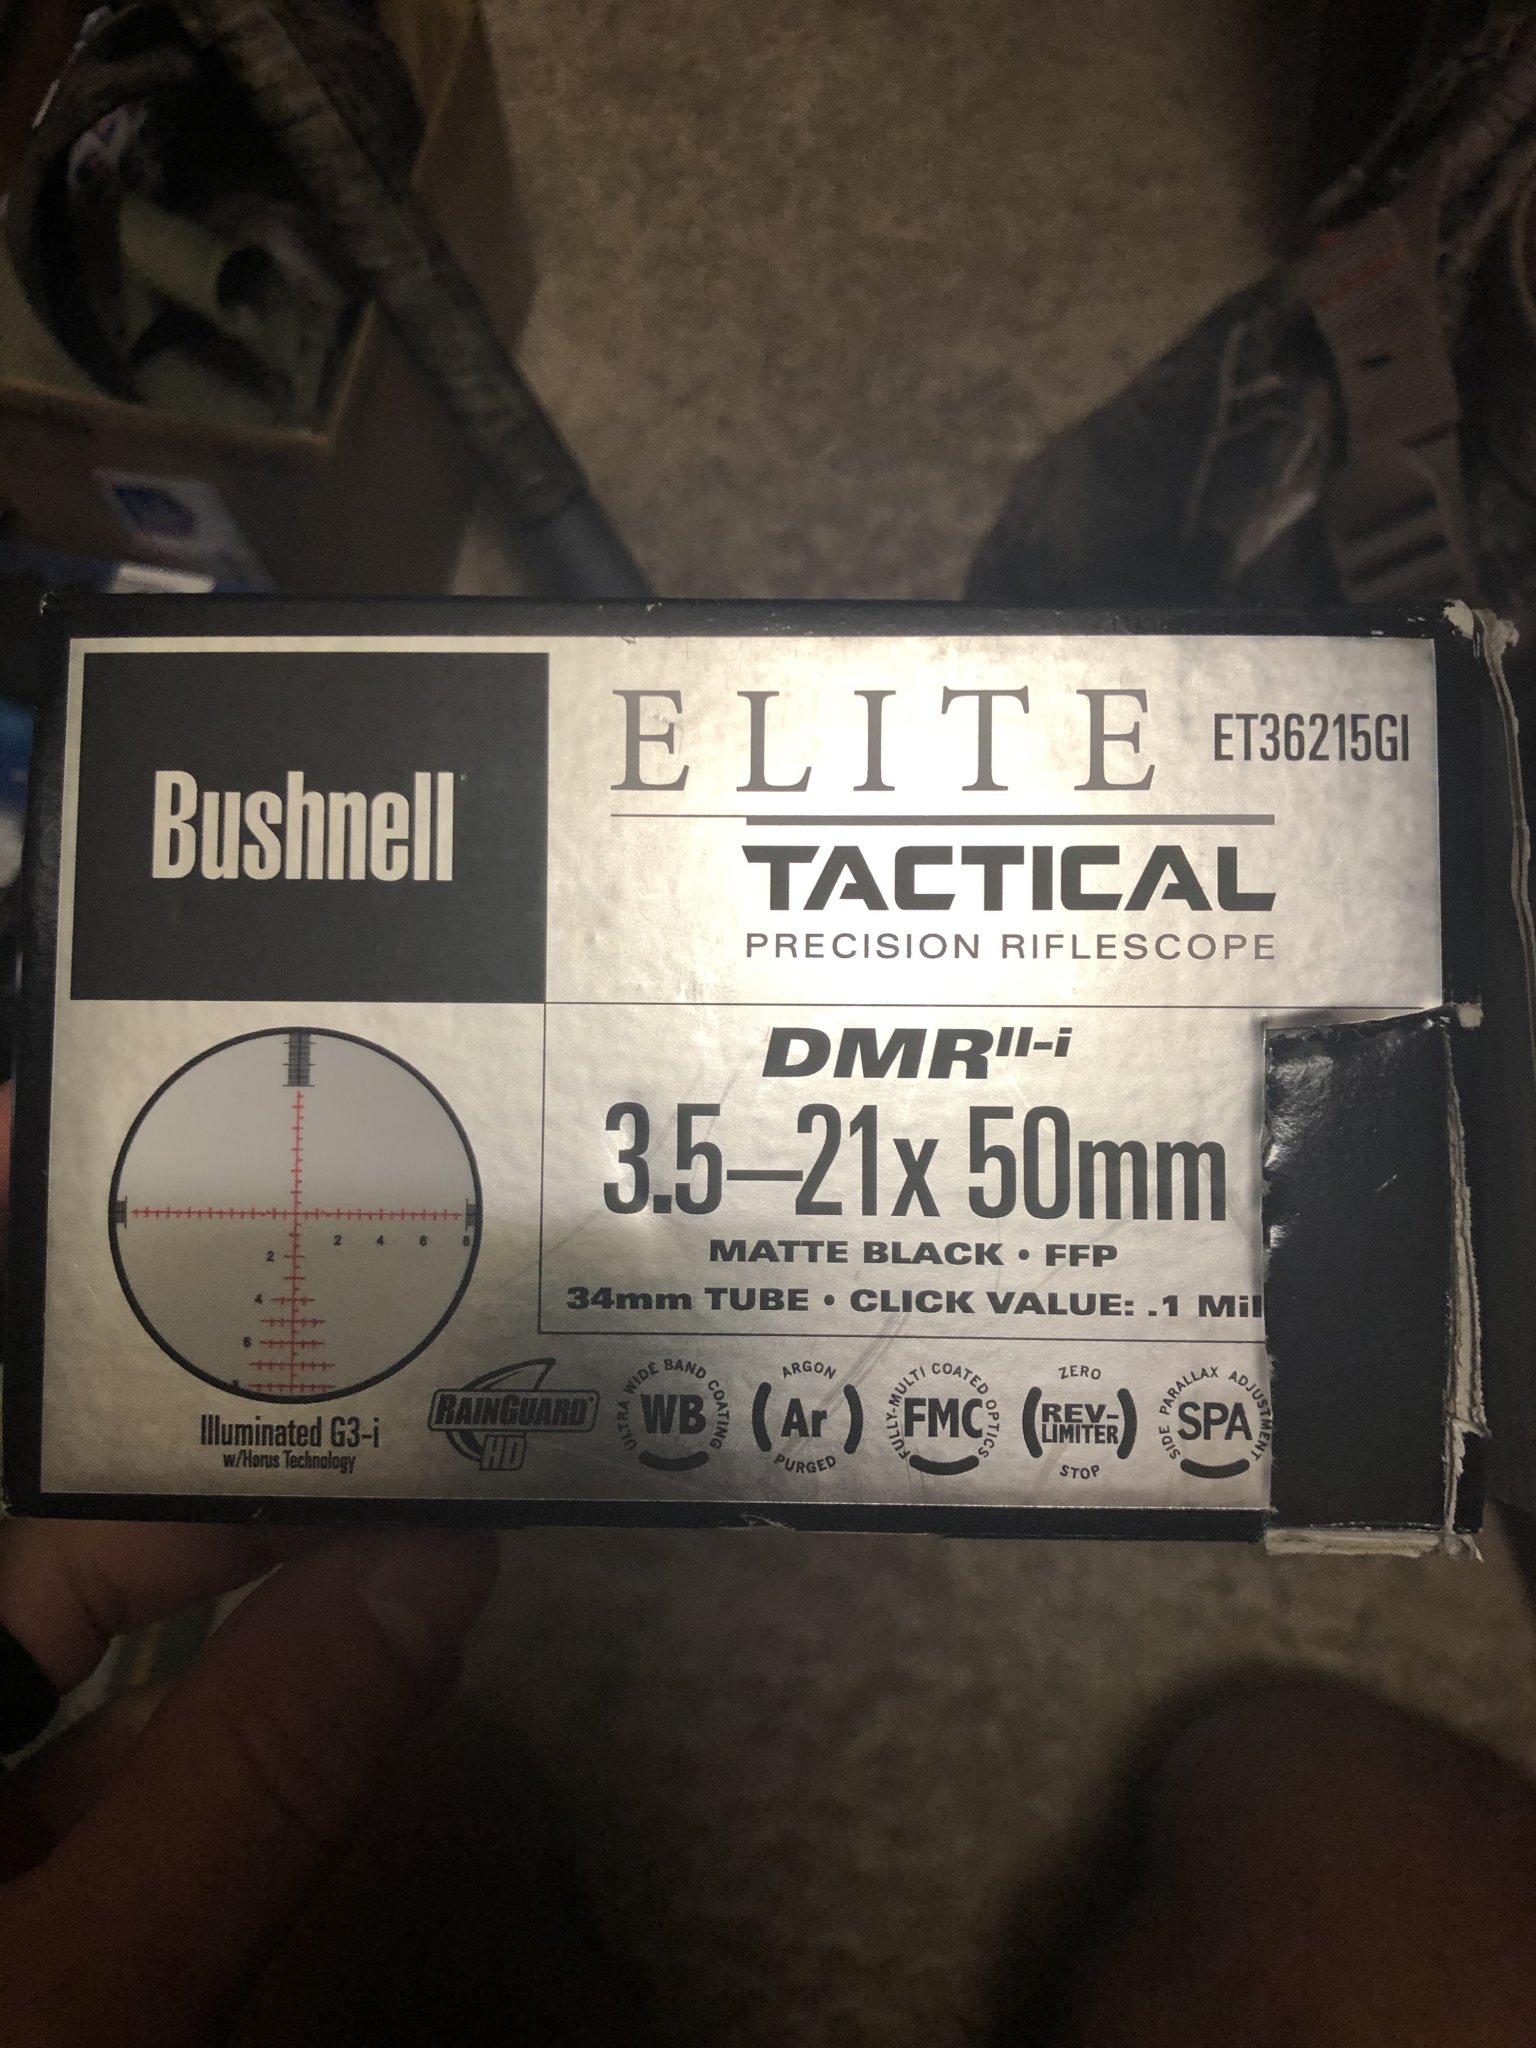 Bushnell
ELITE ET36215GI
TACTICAL
PRECISION RIFLESCOPE
DMR II-i
3.5–21x 50mm
MATTE BLACK • FFP
34mm TUBE • CLICK VALUE: .1 Mil
2 4 6 8
2
4
6
Illuminated G3-i
w/Horus Technology
RAINGUARD HD
ULTRA WIDE BAND COATING
WB
ARGON
Ar
PURGED
FULLY-MULTI COATED OPTICS
FMC
ZERO
REV-
LIMITER
STOP
SIDE PARALLAX ADJUSTMENT
SPA